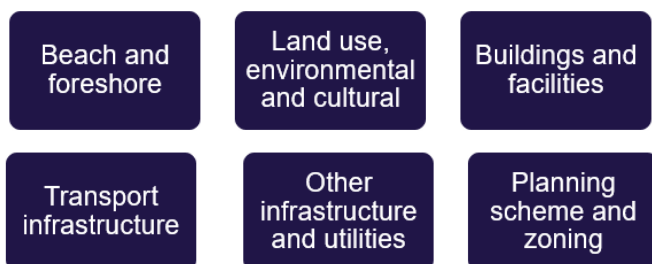 Beach and
foreshore
Land use,
environmental
and cultural
Buildings and
facilities
Transport
infrastructure
Other
infrastructure
and utilities
Planning
scheme and
zoning